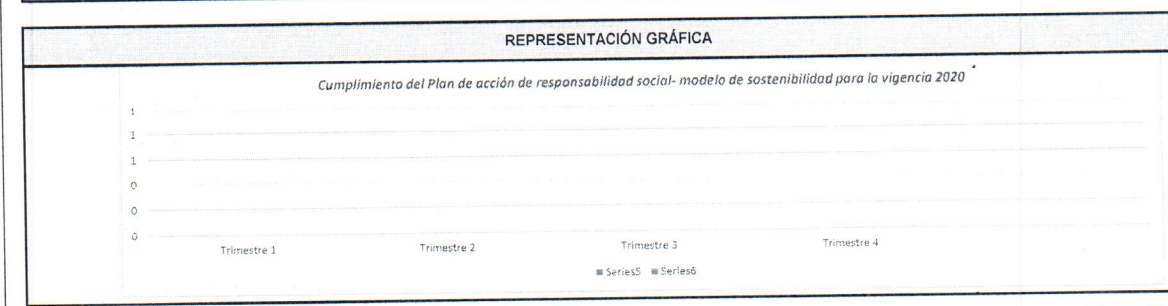 REPRESENTACIÓN GRÁFICA
Cumplimiento del Plan de acción de responsabilidad social- modelo de sostenibilidad para la vigencia 2020
1
1
1
0
0
0
Trimestre 1 Trimestre 2 Trimestre 3 Trimestre 4
Series5 Series6